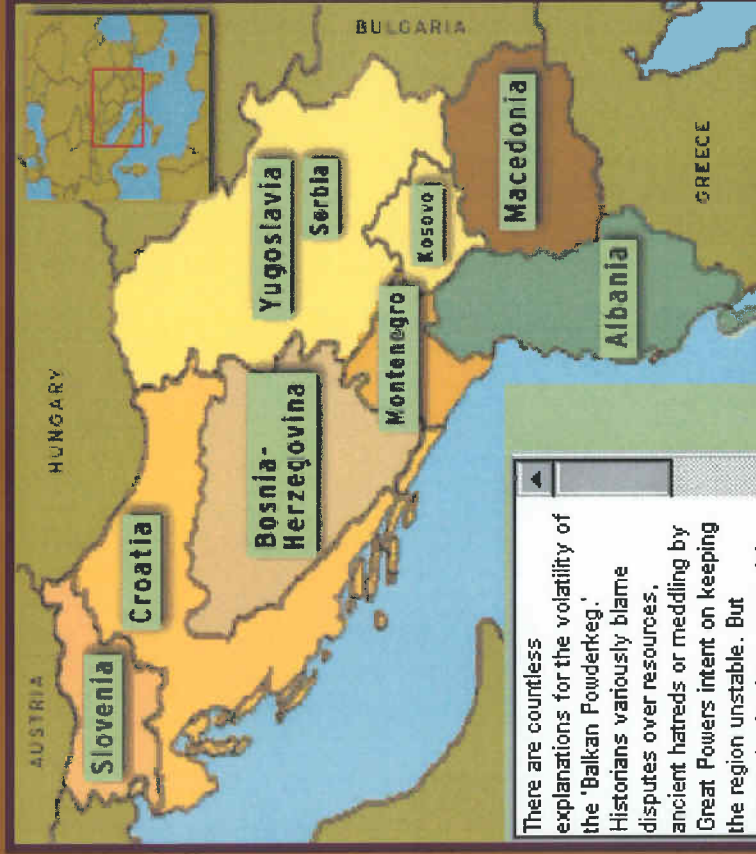 AUSTRIA
HUNGARY
Slovenia
Croatia
Bosnia-
Herzegovina
Yugoslavia
Serbia
Montenegro
Kosovo
BULGARIA
Macedonia
Albania
GREECE
There are countless
explanations for the volatility of
the 'Balkan Powderkeg.'
Historians variously blame
disputes over resources,
ancient hatreds or meddling by
Great Powers intent on keeping
the region unstable. But